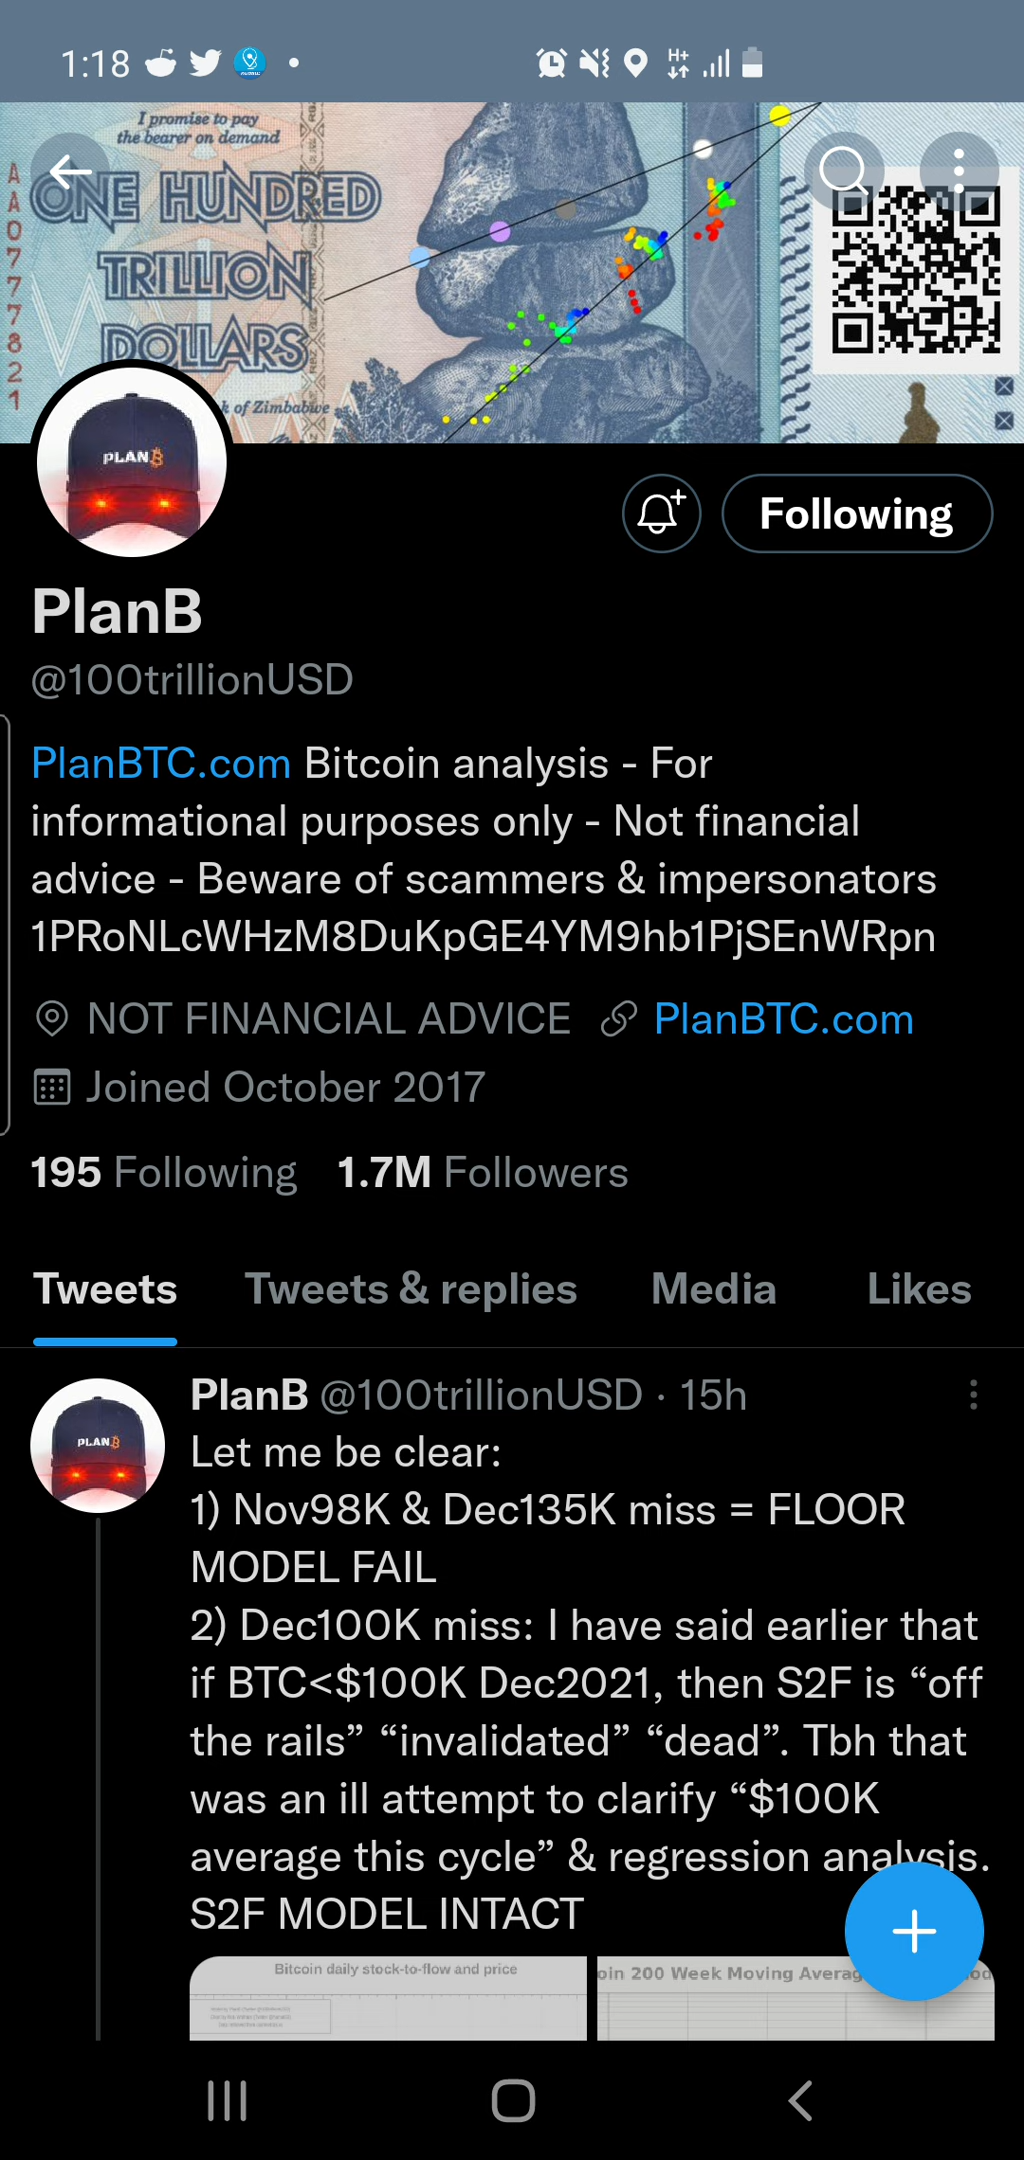 1:18
I promise to pay
the bearer on demand
ONE HUNDRED
TRILLION
DOLLARS
k of Zimbabwe
AA0777821
PLAN₿
Following
PlanB
@100trillionUSD
PlanBTC.com Bitcoin analysis - For
informational purposes only - Not financial
advice - Beware of scammers & impersonators
1PRoNLcWHzM8DuKpGE4YM9hb1PjSEnWRpn
NOT FINANCIAL ADVICE PlanBTC.com
Joined October 2017
195 Following 1.7M Followers
Tweets Tweets & replies Media Likes
PLAN₿
PlanB @100trillionUSD · 15h
Let me be clear:
1) Nov98K & Dec135K miss = FLOOR
MODEL FAIL
2) Dec100K miss: I have said earlier that
if BTC<$100K Dec2021, then S2F is “off
the rails” “invalidated” “dead”. Tbh that
was an ill attempt to clarify “$100K
average this cycle” & regression analysis.
S2F MODEL INTACT
Bitcoin daily stock-to-flow and price
oin 200 Week Moving Averag